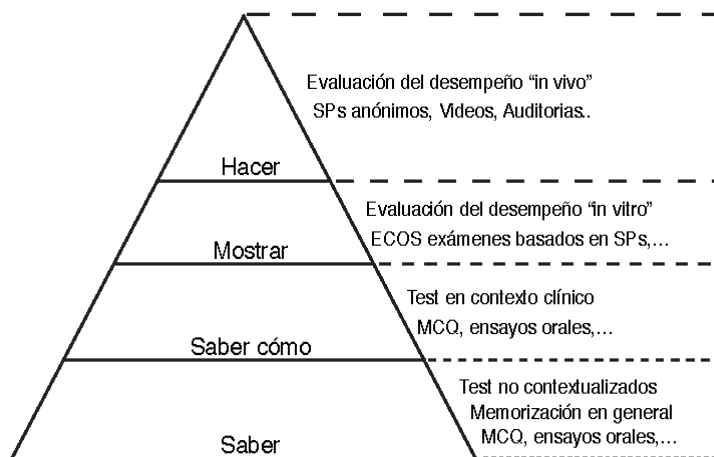 Evaluación del desempeño “in vivo”
SPs anónimos, Videos, Auditorias..
Hacer
Evaluación del desempeño “in vitro”
ECOS exámenes basados en SPs,...
Mostrar
Test en contexto clínico
MCQ, ensayos orales,...
Saber cómo
Test no contextualizados
Memorización en general
MCQ, ensayos orales,...
Saber